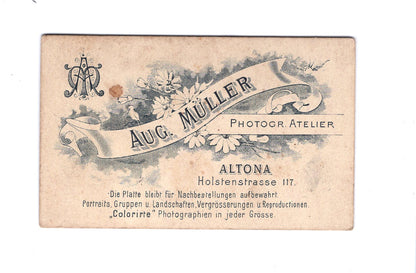 AM
AUG. MÜLLER
PHOTOGR. ATELIER
ALTONA
Holstenstrasse 117.
Die Platte bleibt für Nachbestellungen aufbewahrt
Portraits, Gruppen u. Landschaften, Vergrösserungen u. Reproductionen.
„Colorirte" Photographien in jeder Grösse.